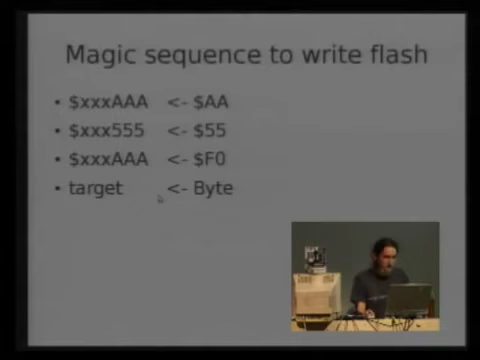 Magic sequence to write flash
• $xxxAAA <- $AA
• $xxx555 <- $55
• $xxxAAA <- $F0
• target <- Byte